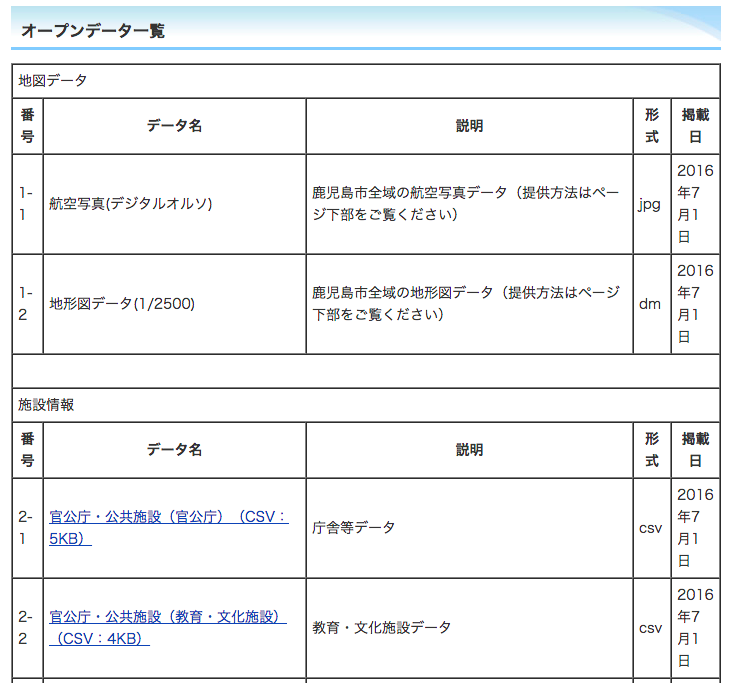 オープンデータ一覧
地図データ
番号 データ名 説明 形式 掲載日
1-1 航空写真(デジタルオルソ) 鹿児島市全域の航空写真データ（提供方法はページ下部をご覧ください） jpg 2016年7月1日
1-2 地形図データ(1/2500) 鹿児島市全域の地形図データ（提供方法はページ下部をご覧ください） dm 2016年7月1日
施設情報
番号 データ名 説明 形式 掲載日
2-1 官公庁・公共施設（官公庁）（CSV：5KB） 庁舎等データ csv 2016年7月1日
2-2 官公庁・公共施設（教育・文化施設）（CSV：4KB） 教育・文化施設データ csv 2016年7月1日